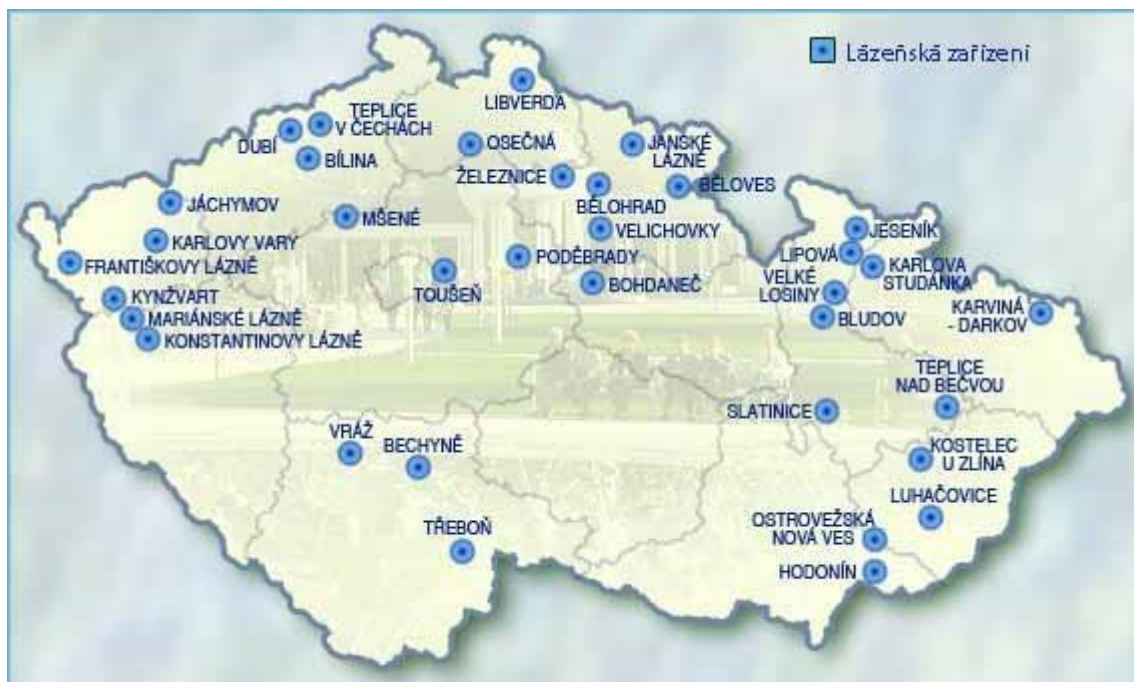 Lázeňská zařízení
LIBVERDA
TEPLICE
V ČECHÁCH
DUBÍ
BÍLINA
OSEČNÁ
JANSKÉ
LÁZNĚ
ŽELEZNICE
BĚLOVES
BĚLOHRAD
JÁCHYMOV
MŠENÉ
VELICHOVKY
JESENÍK
KARLOVY VARY
LIPOVÁ
PODĚBRADY
FRANTIŠKOVY LÁZNĚ
KARLOVA
STUDÁNKA
VELKÉ
LOSINY
TOUŠEŇ
BOHDANEČ
KYNŽVART
MARIÁNSKÉ LÁZNĚ
BLUDOV
KARVINÁ
- DARKOV
KONSTANTINOVY LÁZNĚ
TEPLICE
NAD BEČVOU
SLATINICE
VRÁŽ
BECHYNĚ
KOSTELEC
U ZLÍNA
LUHAČOVICE
OSTROVEŽSKÁ
NOVÁ VES
TŘEBOŇ
HODONÍN